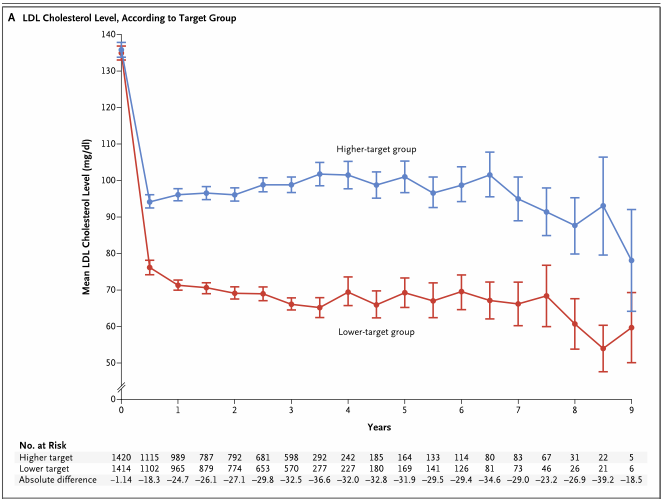 A LDL Cholesterol Level, According to Target Group
Mean LDL Cholesterol Level (mg/dl)
140
130
120
110
100
90
80
70
60
50
0
Higher-target group
Lower-target group
0 1 2 3 4 5 6 7 8 9
Years
No. at Risk
Higher target 1420 1115 989 787 792 681 598 292 242 185 164 133 114 80 83 67 31 22 5
Lower target 1414 1102 965 879 774 653 570 277 227 180 169 141 126 81 73 46 26 21 6
Absolute difference −1.14 −18.3 −24.7 −26.1 −27.1 −29.8 −32.5 −36.6 −32.0 −32.8 −31.9 −29.5 −29.4 −34.6 −29.0 −23.2 −26.9 −39.2 −18.5